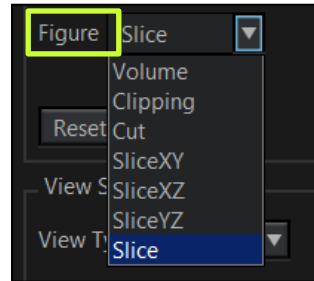 Figure Slice
Volume
Clipping
Reset Cut
SliceXY
View S SliceXZ
SliceYZ
View Ty Slice